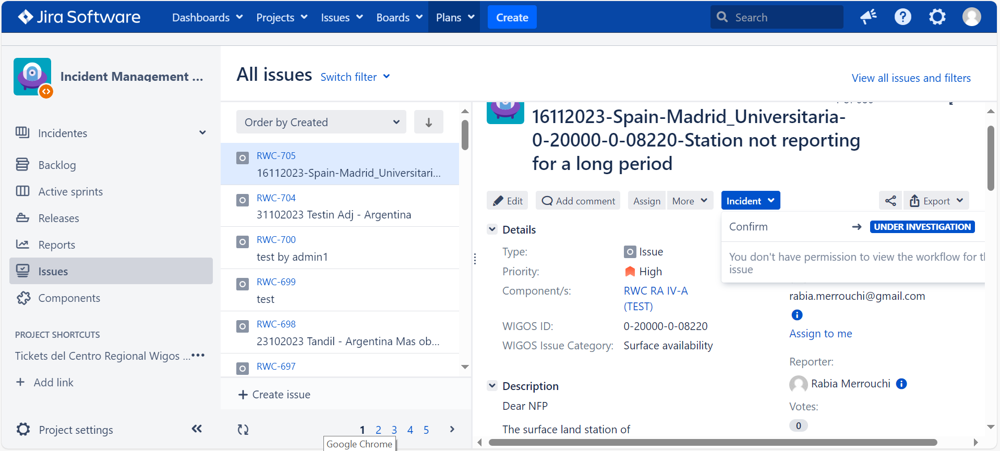 Jira Software
Dashboards
Projects
Issues
Boards
Plans
Create
Search
Incident Management ...
Incidentes
Backlog
Active sprints
Releases
Reports
Issues
Components
PROJECT SHORTCUTS
Tickets del Centro Regional Wigos ...
Add link
Project settings
All issues
Switch filter
View all issues and filters
Order by Created
RWC-705
16112023-Spain-Madrid_Universitari...
RWC-704
31102023 Testin Adj - Argentina
RWC-700
test by admin1
RWC-699
test
RWC-698
23102023 Tandil - Argentina Mas ob...
RWC-697
Create issue
1 2 3 4 5
Google Chrome
16112023-Spain-Madrid_Universitaria-
0-20000-0-08220-Station not reporting
for a long period
Edit
Add comment
Assign
More
Incident
Export
Confirm
UNDER INVESTIGATION
You don't have permission to view the workflow for
issue
Details
Type:
Issue
Priority:
High
Component/s:
RWC RA IV-A
(TEST)
WIGOS ID:
0-20000-0-08220
WIGOS Issue Category:
Surface availability
rabia.merrouchi@gmail.com
Assign to me
Reporter:
Rabia Merrouchi
Votes:
0
Description
Dear NFP
The surface land station of